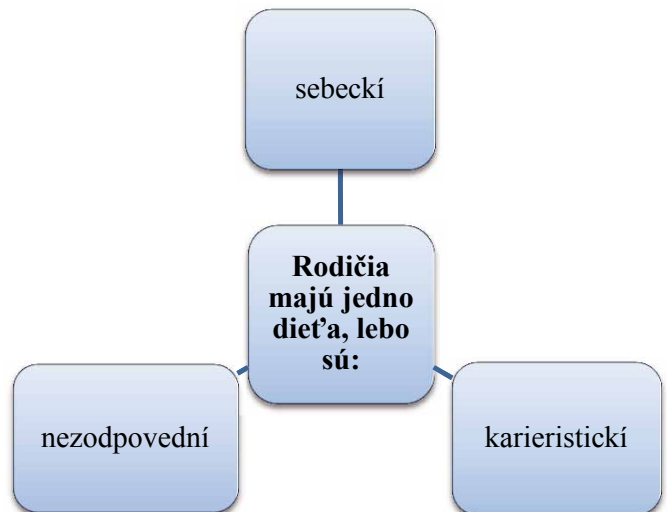 sebeckí
Rodičia
majú jedno
dieťa, lebo
sú:
nezodpovední
karieristickí